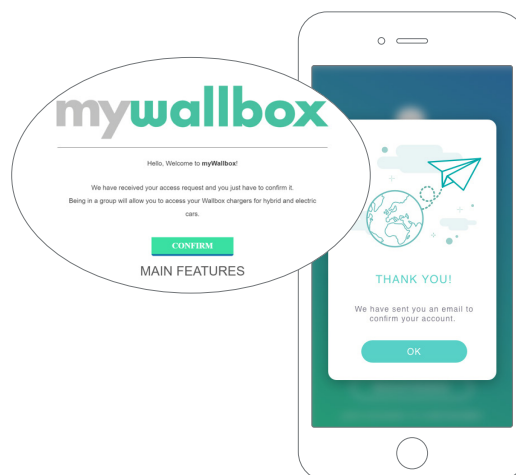 mywallbox
Hello, Welcome to myWallbox!
We have received your access request and you just have to confirm it.
Being in a group will allow you to access your Wallbox chargers for hybrid and electric
cars.
CONFIRM
MAIN FEATURES
THANK YOU!
We have sent you an email to
confirm your account.
OK